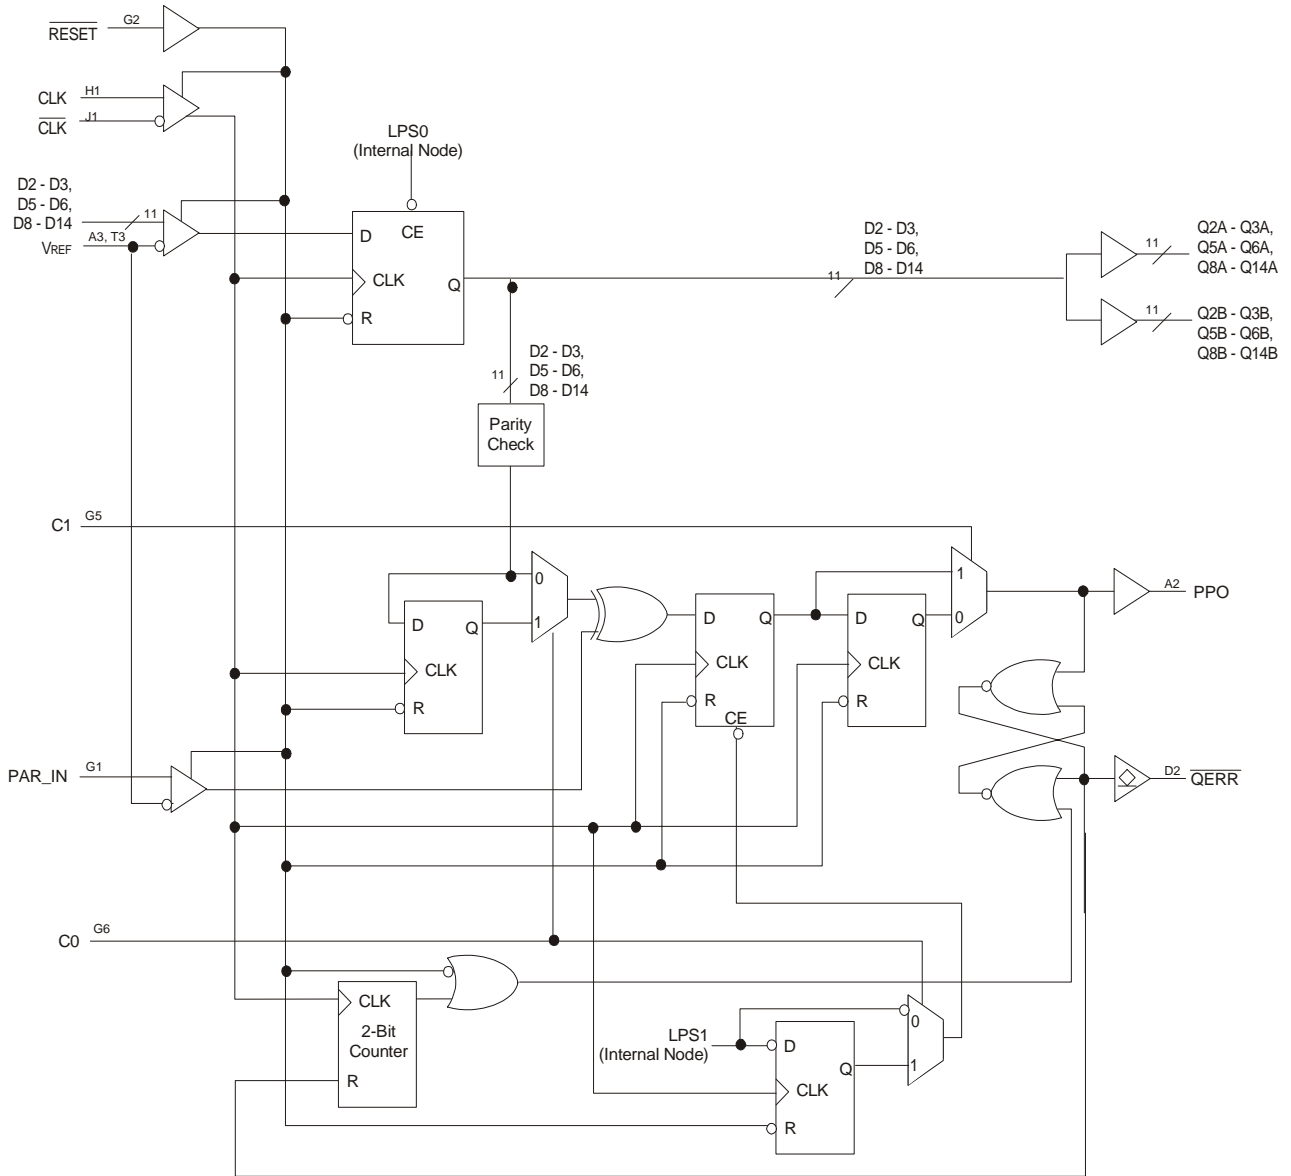 RESET
G2
CLK
H1
CLK
J1
LPS0
(Internal Node)
D2 - D3,
D5 - D6,
D8 - D14
11
VREF
A3, T3
D
CE
CLK
Q
R
D2 - D3,
D5 - D6,
D8 - D14
11
11
Q2A - Q3A,
Q5A - Q6A,
Q8A - Q14A
11
Q2B - Q3B,
Q5B - Q6B,
Q8B - Q14B
D2 - D3,
D5 - D6,
D8 - D14
11
Parity
Check
C1
G5
0
1
D
Q
CLK
R
D
Q
CLK
R
CE
D
Q
CLK
R
1
0
A2
PPO
PAR_IN
G1
D2
QERR
C0
G6
CLK
2-Bit
Counter
R
LPS1
(Internal Node)
D
Q
CLK
R
0
1